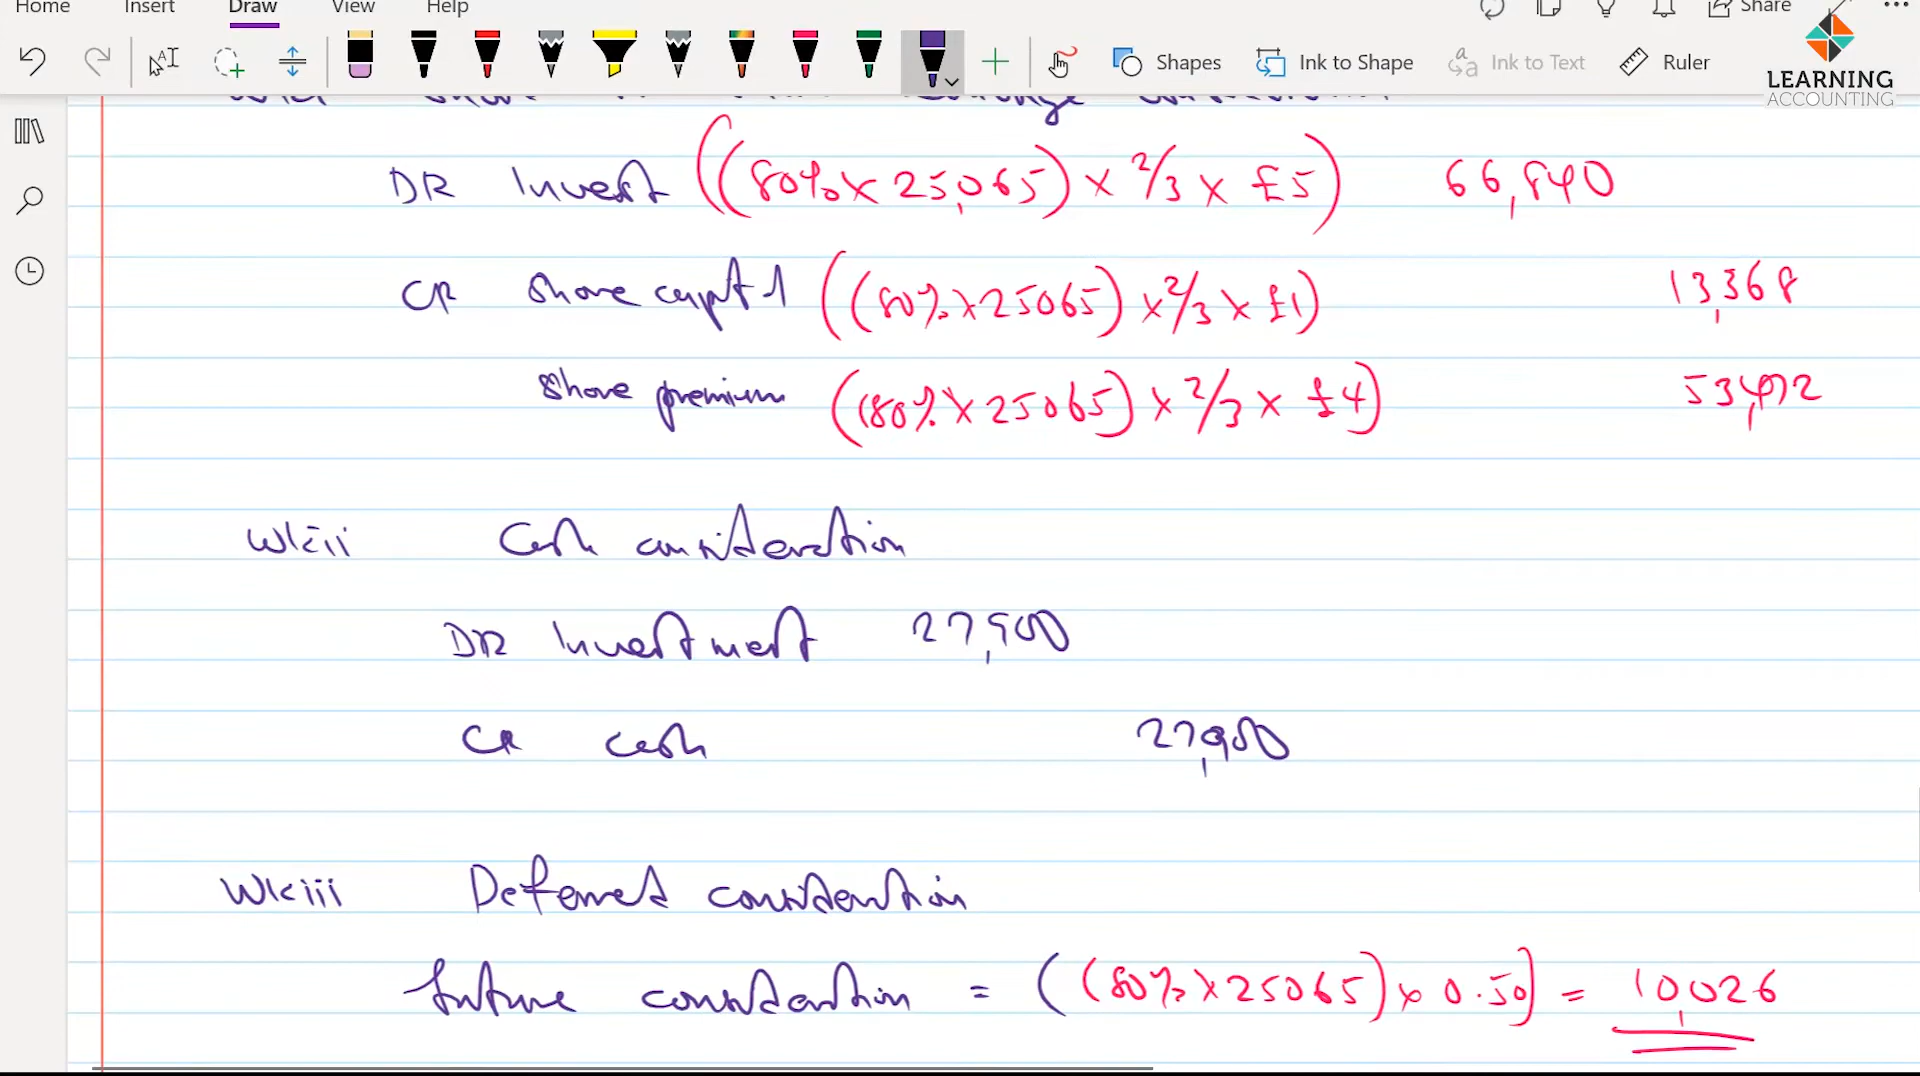 Home Insert Draw View Help Share
Shapes Ink to Shape Ink to Text Ruler
LEARNING
ACCOUNTING
DR Invest ((80% x 25,065) x 2/3 x £5) 66,840
CR Share capital ((80% x 25065) x 2/3 x £1) 13,368
Share premium ((80% x 25065) x 2/3 x £4) 53,472
Wkii Cash consideration
DR Investment 27,900
CR cash 27,900
Wkiii Deferred consideration
future consideration = ((80% x 25065) x 0.50) = 10,026